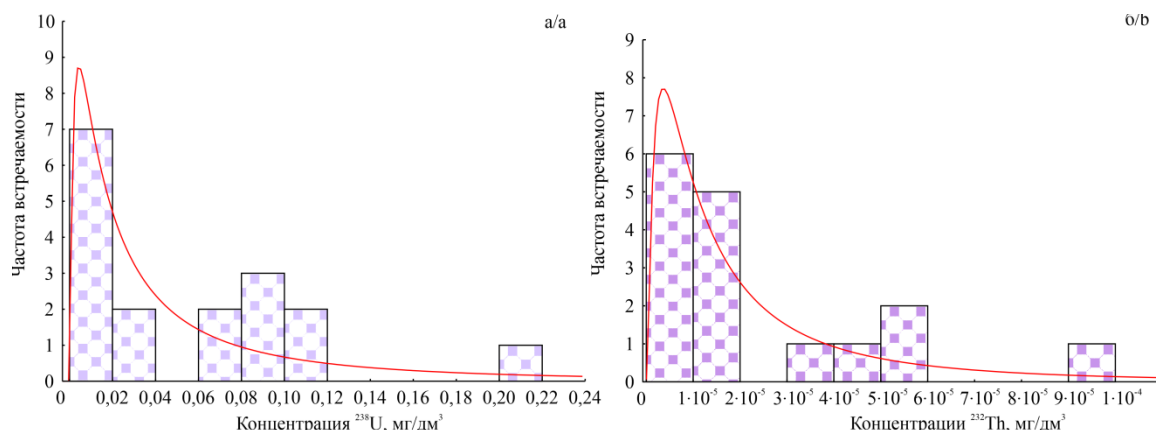 а/a
Частота встречаемости
10
9
8
7
6
5
4
3
2
1
0
0 0,02 0,04 0,06 0,08 0,10 0,12 0,14 0,16 0,18 0,20 0,22 0,24
Концентрация ²³⁸U, мг/дм³
б/b
Частота встречаемости
9
8
7
6
5
4
3
2
1
0
0 1·10⁻⁵ 2·10⁻⁵ 3·10⁻⁵ 4·10⁻⁵ 5·10⁻⁵ 6·10⁻⁵ 7·10⁻⁵ 8·10⁻⁵ 9·10⁻⁵ 1·10⁻⁴
Концентрации ²³²Th, мг/дм³